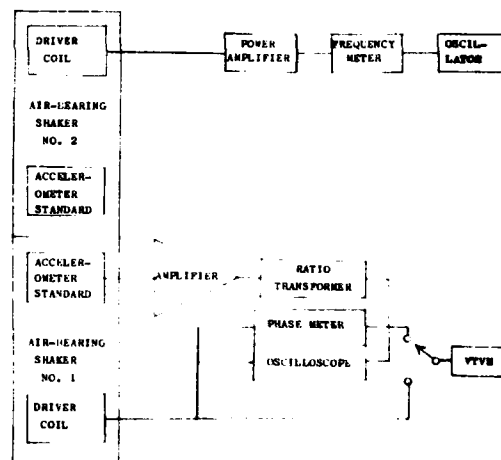 DRIVER
COIL
POWER
AMPLIFIER
FREQUENCY
METER
OSCIL-
LATOR
AIR-BEARING
SHAKER
NO. 2
ACCELER-
OMETER
STANDARD
ACCELER-
OMETER
STANDARD
AMPLIFIER
RATIO
TRANSFORMER
PHASE METER
OSCILLOSCOPE
VTVM
AIR-BEARING
SHAKER
NO. 1
DRIVER
COIL